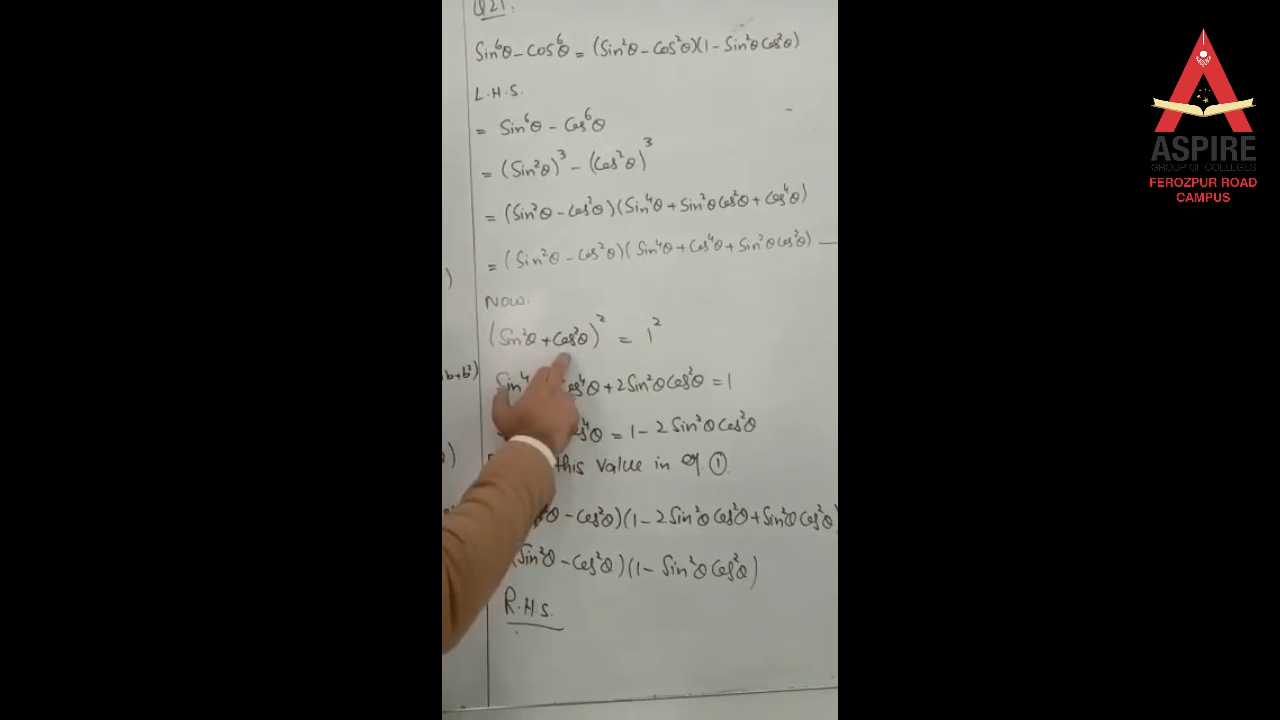 Q21.
Sin⁶θ - Cos⁶θ = (Sin²θ - Cos²θ)(1 - Sin²θ Cos²θ)
L.H.S.
= Sin⁶θ - Cos⁶θ
= (Sin²θ)³ - (Cos²θ)³
= (Sin²θ - Cos²θ)(Sin⁴θ + Sin²θ Cos²θ + Cos⁴θ)
= (Sin²θ - Cos²θ)(Sin⁴θ + Cos⁴θ + Sin²θ Cos²θ) —
Now.
(Sin²θ + Cos²θ)² = 1²
Sin⁴ Cos⁴θ + 2Sin²θ Cos²θ = 1
Cos⁴θ = 1 - 2 Sin²θ Cos²θ
this value in eq ①
θ - Cos²θ)(1 - 2 Sin²θ Cos²θ + Sin²θ Cos²θ)
(Sin²θ - Cos²θ)(1 - Sin²θ Cos²θ)
R.H.S.
b+b²)
ASPIRE
GROUP OF COLLEGES
FEROZPUR ROAD
CAMPUS